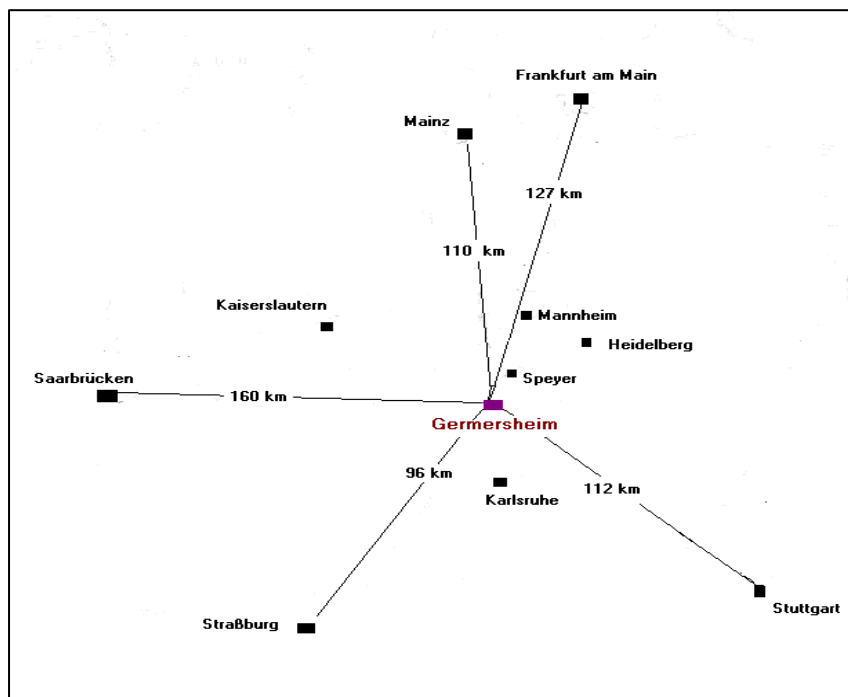 Frankfurt am Main
Mainz
127 km
110 km
Kaiserslautern
Mannheim
Heidelberg
Saarbrücken
Speyer
160 km
Germersheim
96 km
112 km
Karlsruhe
Straßburg
Stuttgart